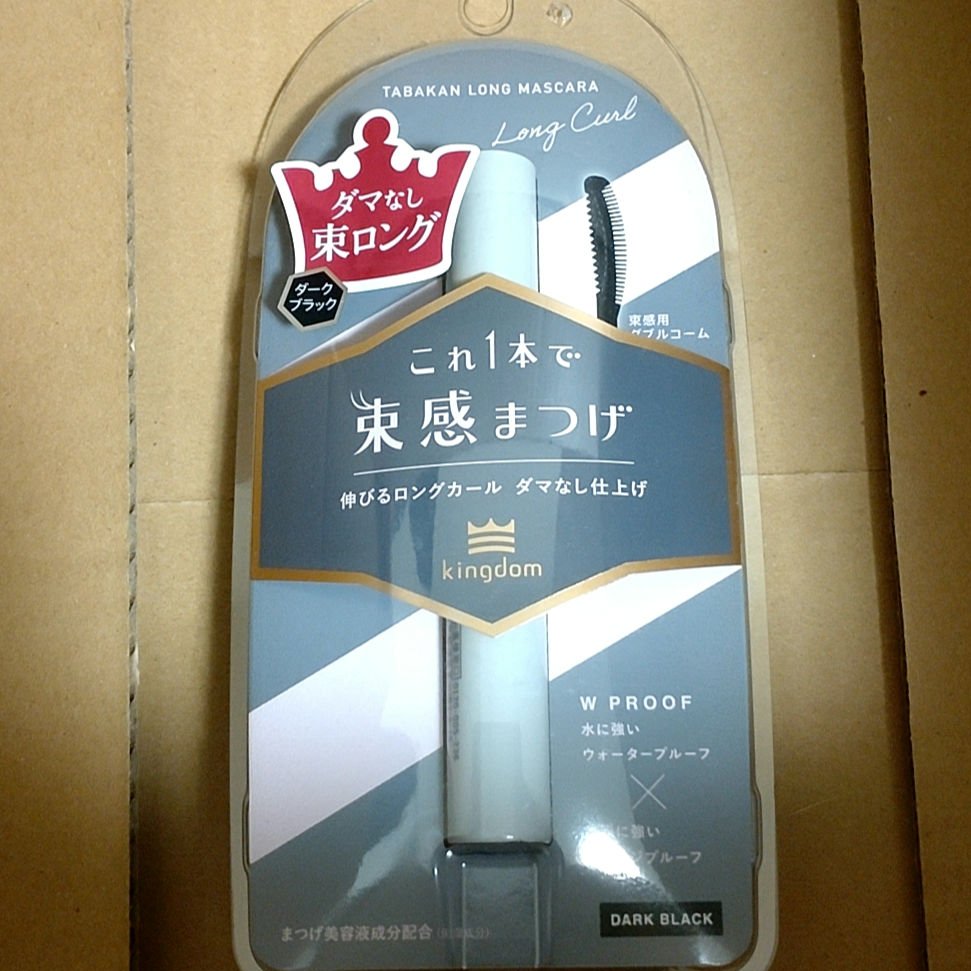 TABAKAN LONG MASCARA
Long Curl
ダマなし
束ロング
ダーク
ブラック
束感用
ダブルコーム
これ1本で
束感まつげ
伸びるロングカール ダマなし仕上げ
kingdom
W PROOF
水に強い
ウォータープルーフ
×
に強い
プルーフ
DARK BLACK
まつげ美容液成分配合